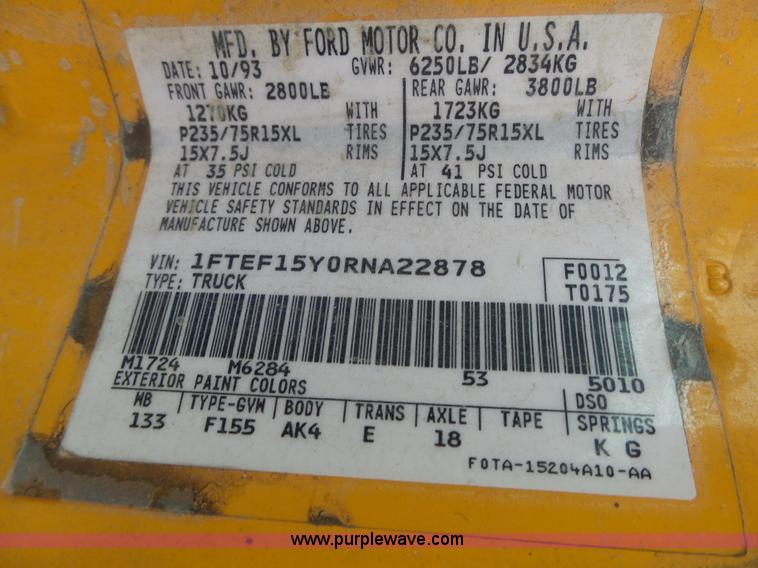 MFD. BY FORD MOTOR CO. IN U.S.A.
DATE: 10/93 GVWR: 6250LB/ 2834KG
FRONT GAWR: 2800LB REAR GAWR: 3800LB
1270KG WITH 1723KG WITH
P235/75R15XL TIRES P235/75R15XL TIRES
15X7.5J RIMS 15X7.5J RIMS
AT 35 PSI COLD AT 41 PSI COLD
THIS VEHICLE CONFORMS TO ALL APPLICABLE FEDERAL MOTOR
VEHICLE SAFETY STANDARDS IN EFFECT ON THE DATE OF
MANUFACTURE SHOWN ABOVE.
VIN: 1FTEF15Y0RNA22878 F0012
TYPE: TRUCK T0175
B
M1724 M6284 53 5010
EXTERIOR PAINT COLORS DSO
WB TYPE-GVW BODY TRANS AXLE TAPE SPRINGS
133 F155 AK4 E 18 K G
F0TA-15204A10-AA
www.purplewave.com